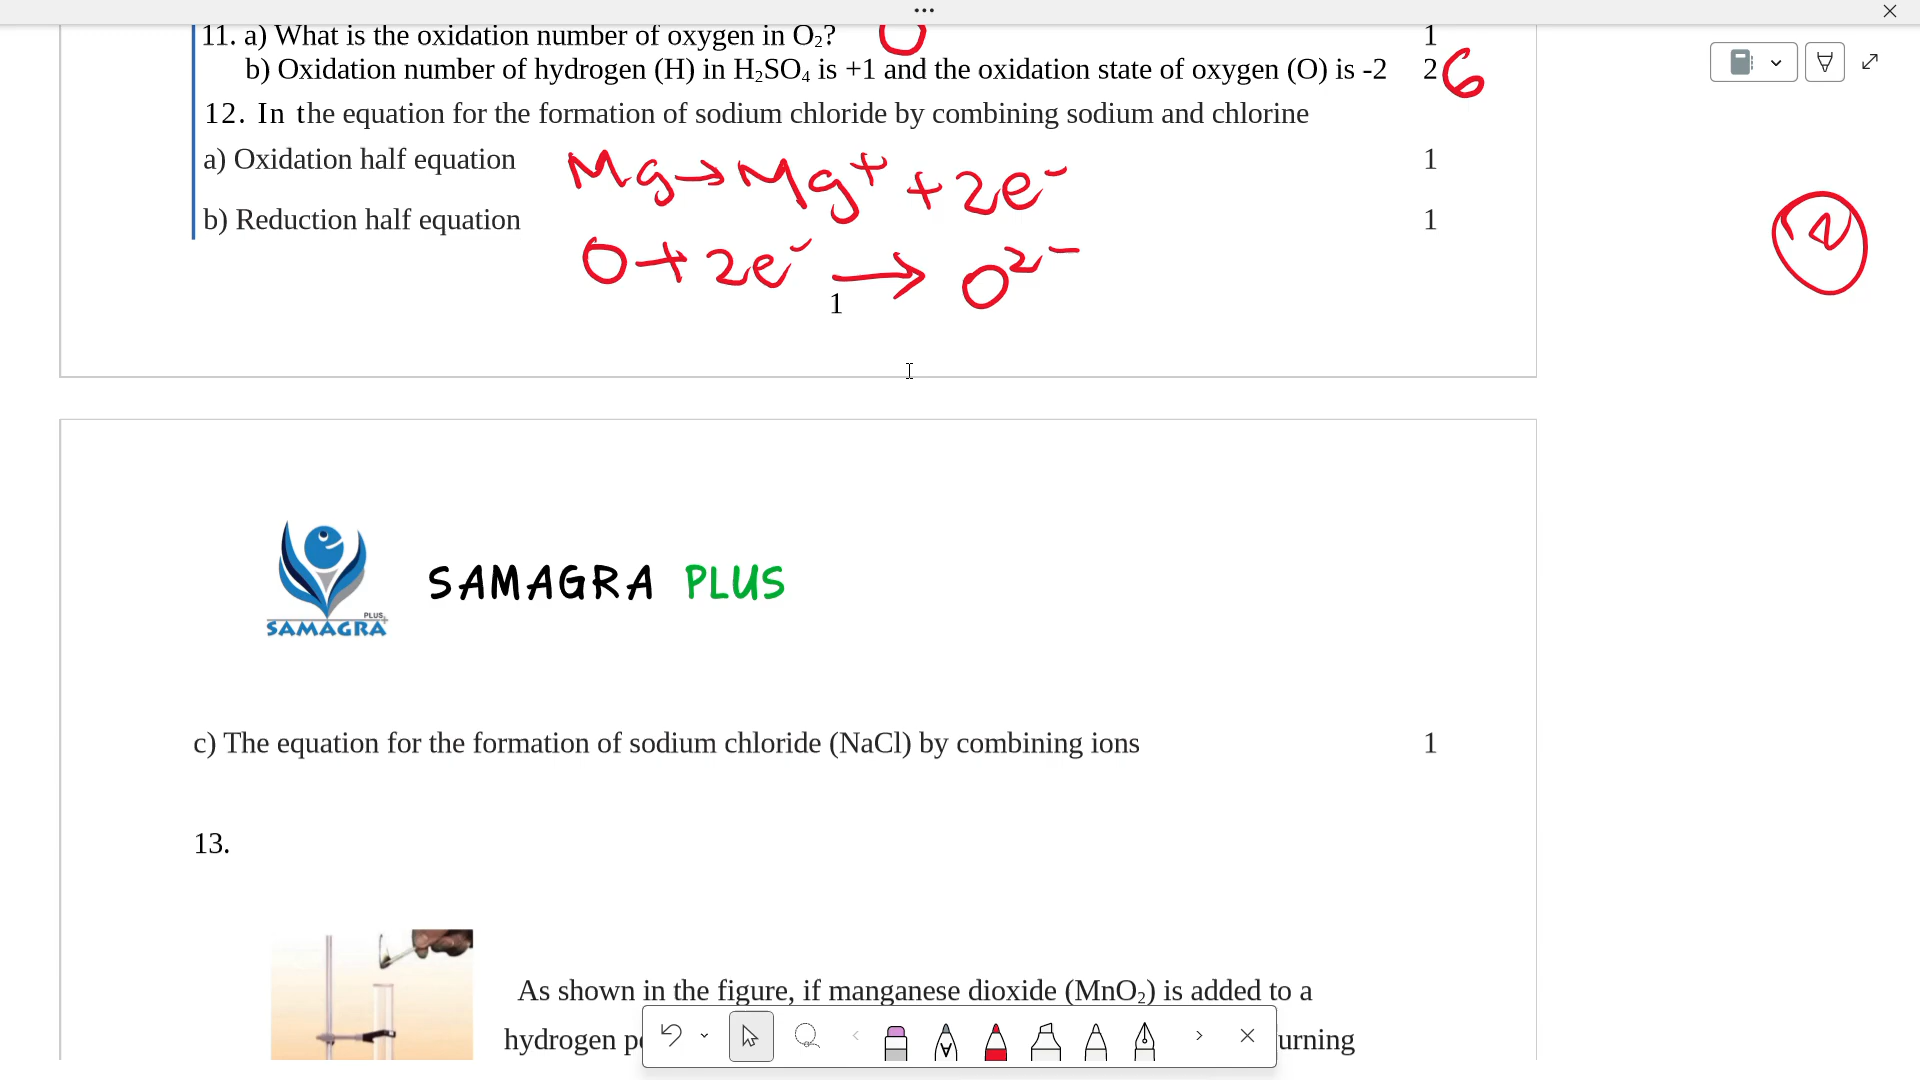 11. a) What is the oxidation number of oxygen in O₂? 0 1
b) Oxidation number of hydrogen (H) in H₂SO₄ is +1 and the oxidation state of oxygen (O) is -2 2 6
12. In the equation for the formation of sodium chloride by combining sodium and chlorine
a) Oxidation half equation Mg → Mg⁺ + 2e⁻ 1
b) Reduction half equation 1
O + 2e⁻ → O²⁻
1
SAMAGRA PLUS
PLUS
SAMAGRA
c) The equation for the formation of sodium chloride (NaCl) by combining ions 1
13.
As shown in the figure, if manganese dioxide (MnO₂) is added to a
hydrogen p urning